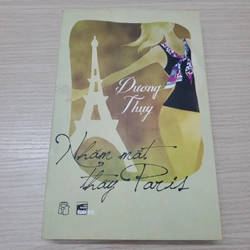 Dương
Thụy
Nhắm mắt
thấy Paris